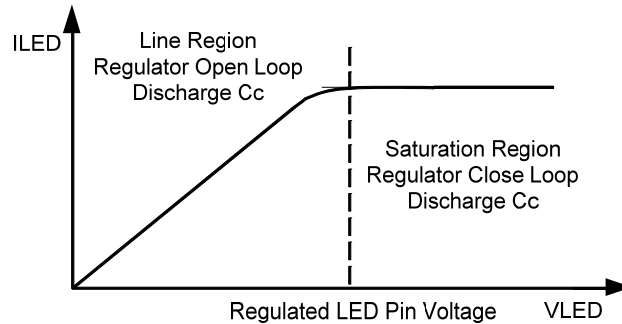 ILED
Line Region
Regulator Open Loop
Discharge Cc
Saturation Region
Regulator Close Loop
Discharge Cc
Regulated LED Pin Voltage
VLED